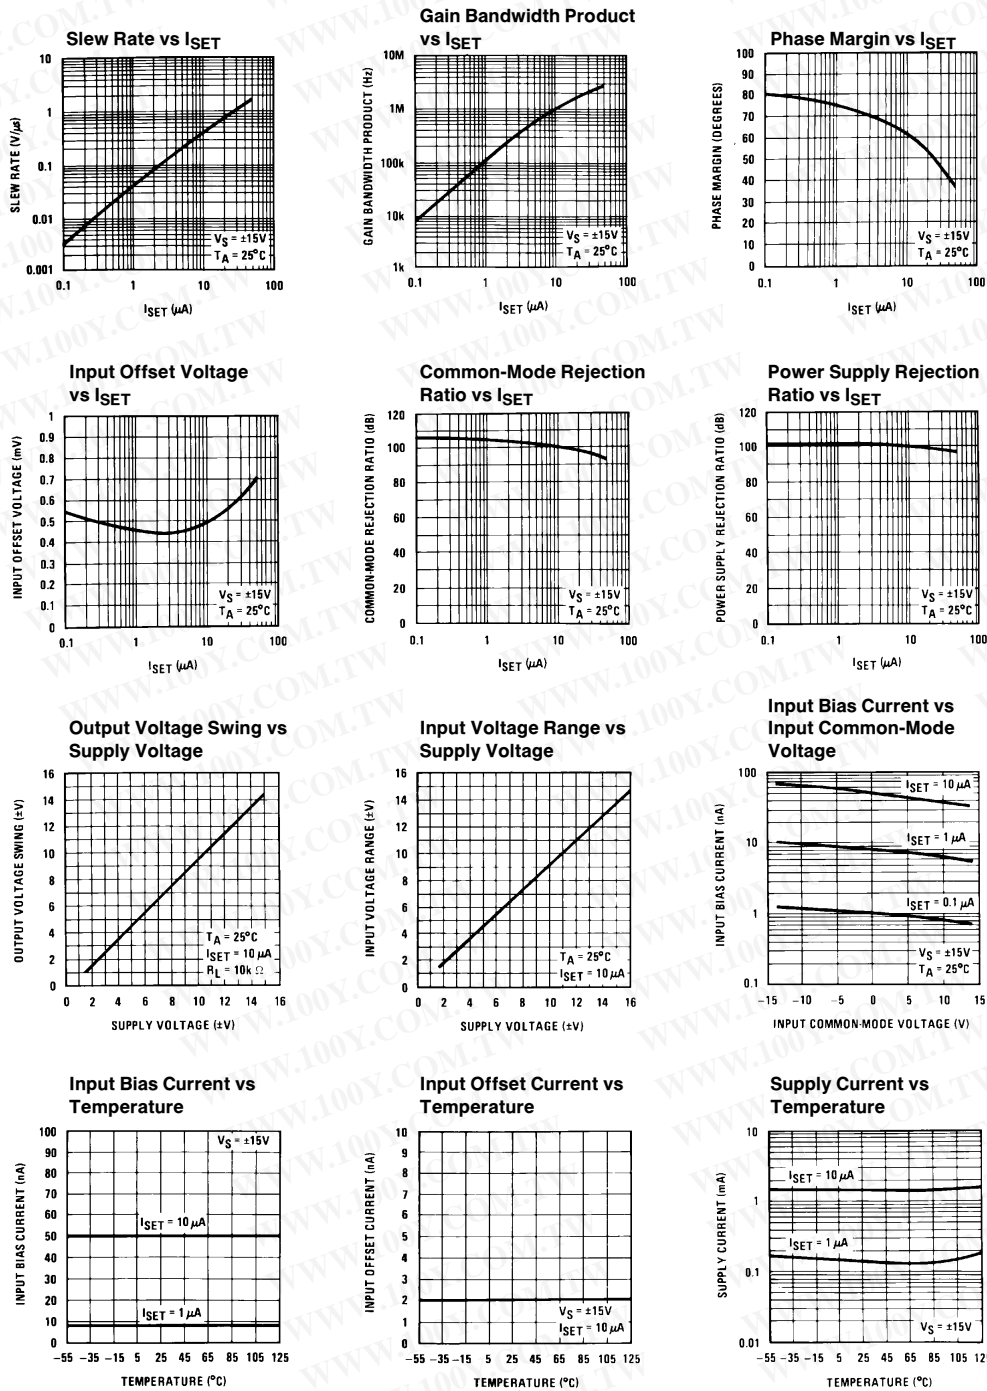 Slew Rate vs ISET
10
1
0.1
0.01
0.001
SLEW RATE (V/μs)
VS = ±15V
TA = 25°C
0.1 1 10 100
ISET (μA)
Gain Bandwidth Product
vs ISET
10M
1M
100k
10k
1k
GAIN BANDWIDTH PRODUCT (Hz)
VS = ±15V
TA = 25°C
0.1 1 10 100
ISET (μA)
Phase Margin vs ISET
100
90
80
70
60
50
40
30
20
10
0
PHASE MARGIN (DEGREES)
VS = ±15V
TA = 25°C
0.1 1 10 100
ISET (μA)
Input Offset Voltage
vs ISET
1
0.9
0.8
0.7
0.6
0.5
0.4
0.3
0.2
0.1
0
INPUT OFFSET VOLTAGE (mV)
VS = ±15V
TA = 25°C
0.1 1 10 100
ISET (μA)
Common-Mode Rejection
Ratio vs ISET
120
100
80
60
40
20
0
COMMON-MODE REJECTION RATIO (dB)
VS = ±15V
TA = 25°C
0.1 1 10 100
ISET (μA)
Power Supply Rejection
Ratio vs ISET
120
100
80
60
40
20
0
POWER SUPPLY REJECTION RATIO (dB)
VS = ±15V
TA = 25°C
0.1 1 10 100
ISET (μA)
Output Voltage Swing vs
Supply Voltage
16
14
12
10
8
6
4
2
0
OUTPUT VOLTAGE SWING (±V)
TA = 25°C
ISET = 10 μA
RL = 10k Ω
0 2 4 6 8 10 12 14 16
SUPPLY VOLTAGE (±V)
Input Voltage Range vs
Supply Voltage
16
14
12
10
8
6
4
2
0
INPUT VOLTAGE RANGE (±V)
TA = 25°C
ISET = 10 μA
0 2 4 6 8 10 12 14 16
SUPPLY VOLTAGE (±V)
Input Bias Current vs
Input Common-Mode
Voltage
100
10
1
0.1
INPUT BIAS CURRENT (nA)
ISET = 10 μA
ISET = 1 μA
ISET = 0.1 μA
VS = ±15V
TA = 25°C
−15 −10 −5 0 5 10 15
INPUT COMMON-MODE VOLTAGE (V)
Input Bias Current vs
Temperature
100
90
80
70
60
50
40
30
20
10
0
INPUT BIAS CURRENT (nA)
VS = ±15V
ISET = 10 μA
ISET = 1 μA
−55 −35 −15 5 25 45 65 85 105 125
TEMPERATURE (°C)
Input Offset Current vs
Temperature
10
9
8
7
6
5
4
3
2
1
0
INPUT OFFSET CURRENT (nA)
VS = ±15V
ISET = 10 μA
−55 −35 −15 5 25 45 65 85 105 125
TEMPERATURE (°C)
Supply Current vs
Temperature
10
1
0.1
0.01
SUPPLY CURRENT (mA)
ISET = 10 μA
ISET = 1 μA
VS = ±15V
−55 −35 −15 5 25 45 65 85 105 125
TEMPERATURE (°C)
WWW.100Y.COM.TW